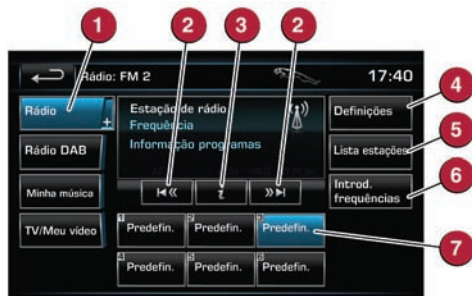 1
2
3
2
Rádio: FM 2
17:40
4
Rádio
Estação de rádio
Frequência
Informação programas
Definições
5
Rádio DAB
Lista estações
6
Minha música
Introd.
frequências
TV/Meu vídeo
1 Predefin.
2 Predefin.
3 Predefin.
7
4 Predefin.
5 Predefin.
6 Predefin.